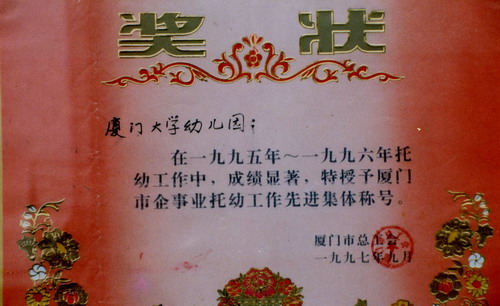 奖状
厦门大学幼儿园：
在一九九五年～一九九六年托
幼工作中，成绩显著，特授予厦门
市企事业托幼工作先进集体称号。
厦门市总工会
一九九七年九月